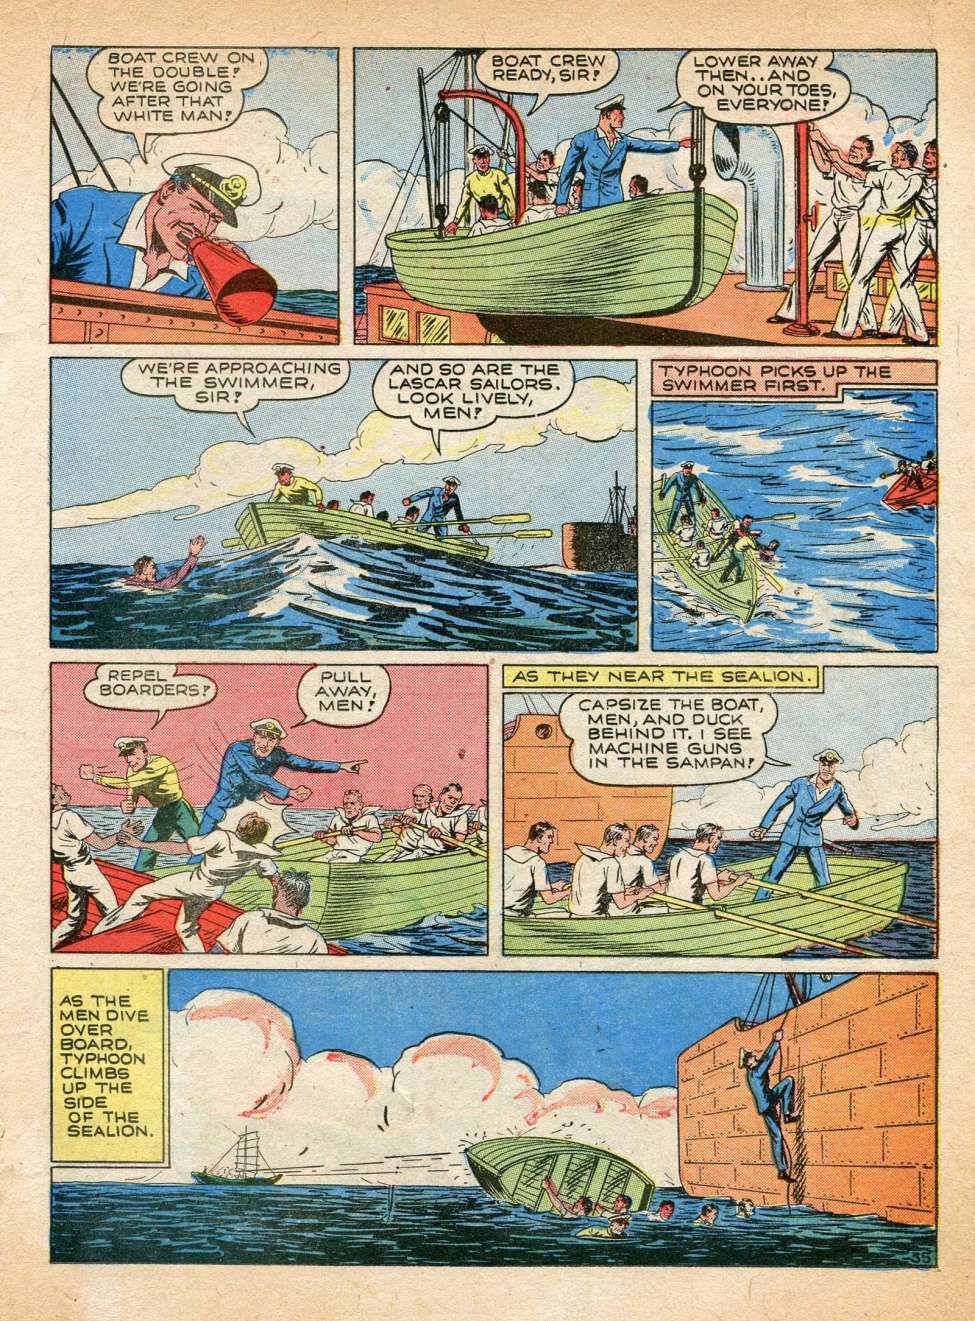 BOAT CREW ON
THE DOUBLE!
WE'RE GOING
AFTER THAT
WHITE MAN!
BOAT CREW
READY, SIR!
LOWER AWAY
THEN..AND
ON YOUR TOES,
EVERYONE!
WE'RE APPROACHING
THE SWIMMER,
SIR!
AND SO ARE THE
LASCAR SAILORS.
LOOK LIVELY,
MEN!
TYPHOON PICKS UP THE
SWIMMER FIRST.
REPEL
BOARDERS!
PULL
AWAY,
MEN!
AS THEY NEAR THE SEALION.
CAPSIZE THE BOAT,
MEN, AND DUCK
BEHIND IT. I SEE
MACHINE GUNS
IN THE SAMPAN!
AS THE
MEN DIVE
OVER
BOARD,
TYPHOON
CLIMBS
UP THE
SIDE
OF THE
SEALION.
35